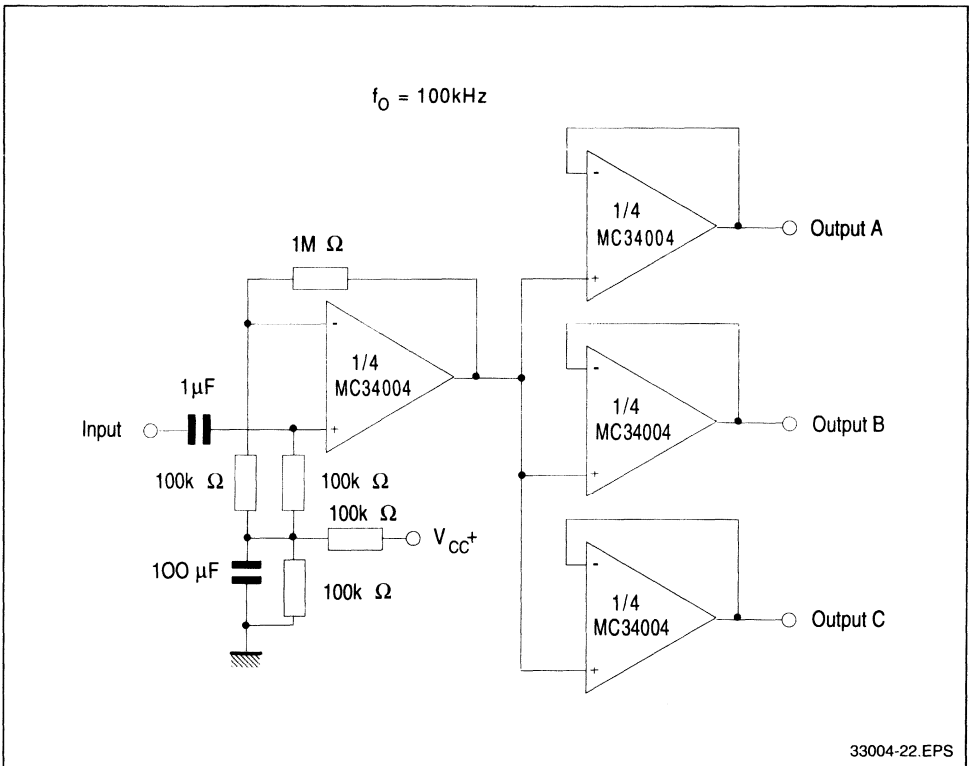 f_O = 100kHz
1M Ω
-
1/4
MC34004
+
1μF
Input
100k Ω
100k Ω
100k Ω
V_CC+
100 μF
100k Ω
-
1/4
MC34004
+
Output A
-
1/4
MC34004
+
Output B
-
1/4
MC34004
+
Output C
33004-22.EPS